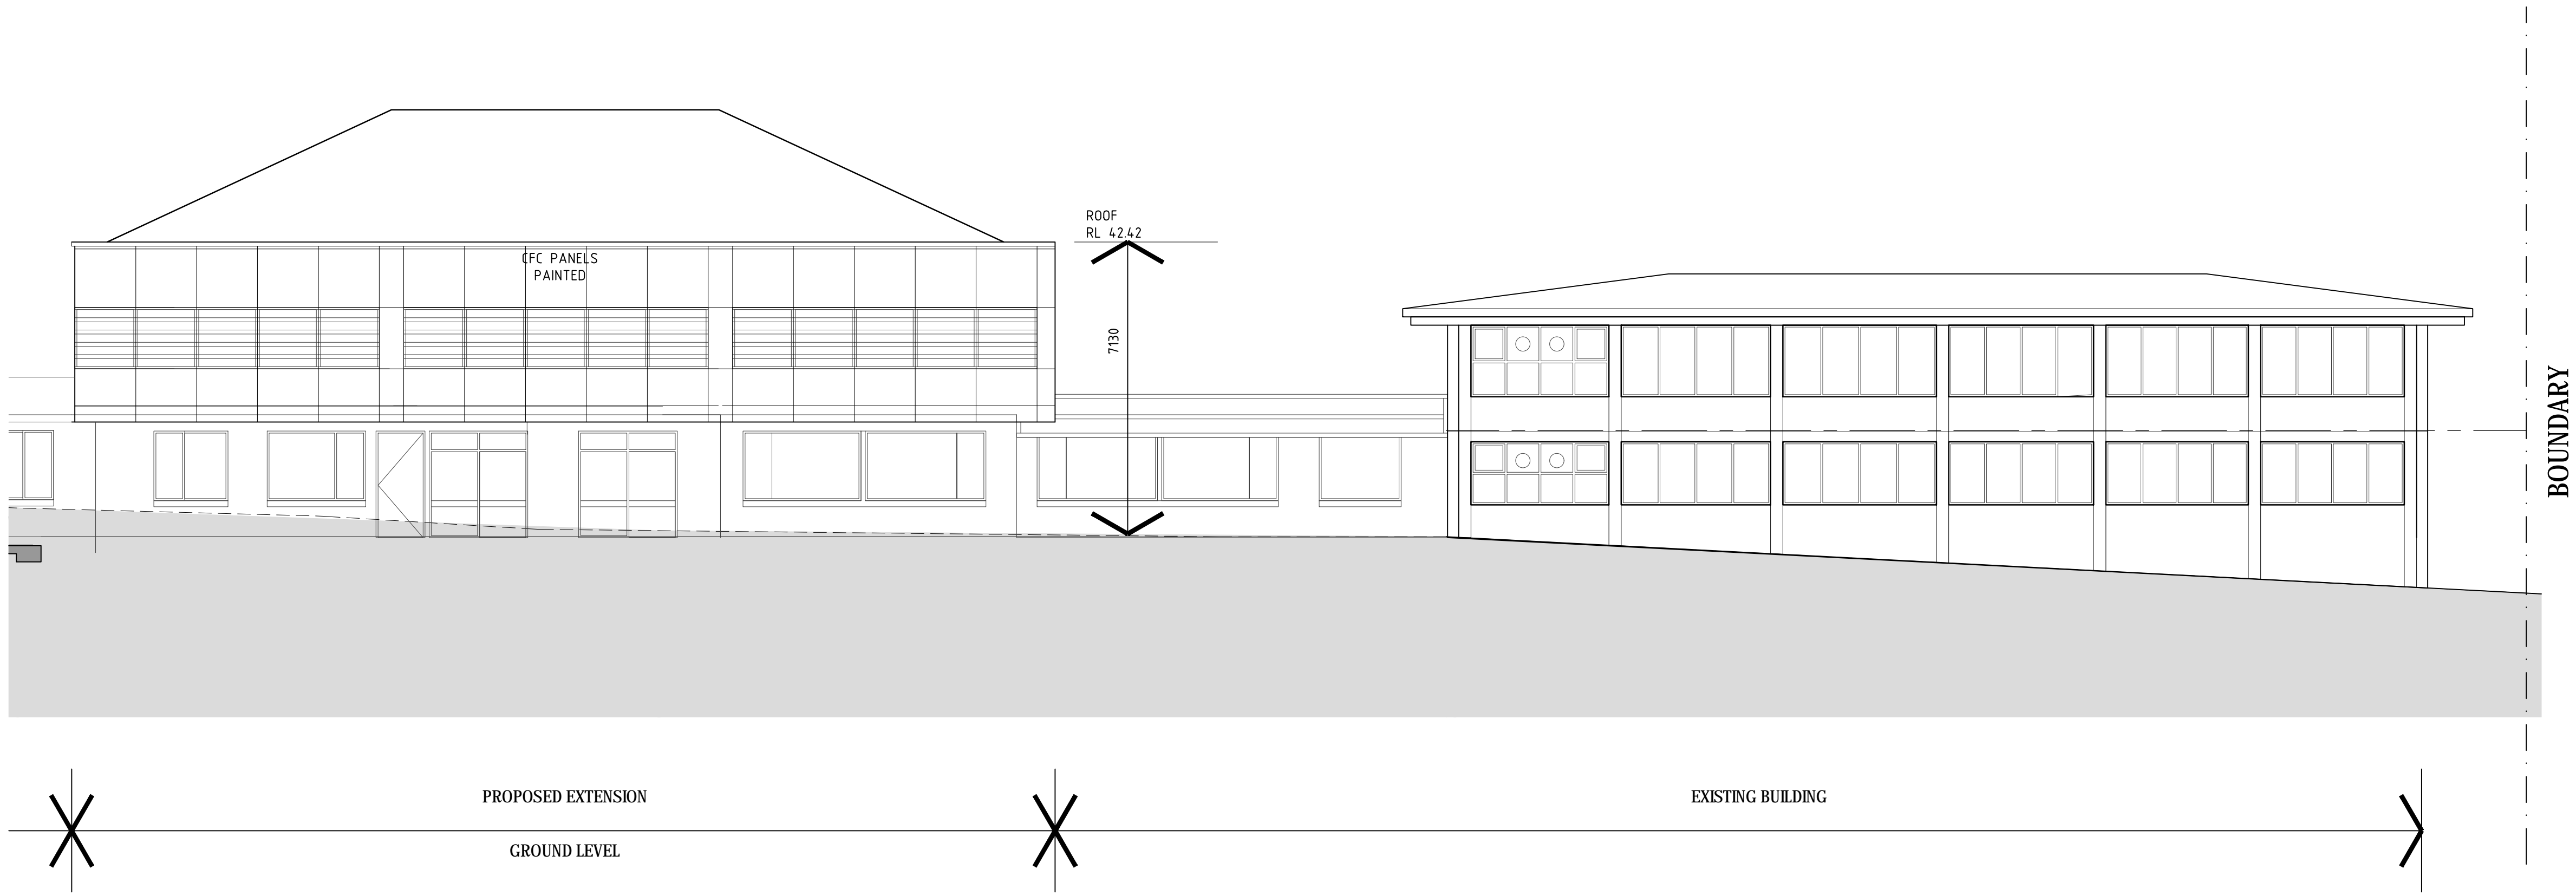 ROOF
RL 42.42
CFC PANELS
PAINTED
7130
BOUNDARY
PROPOSED EXTENSION
EXISTING BUILDING
GROUND LEVEL